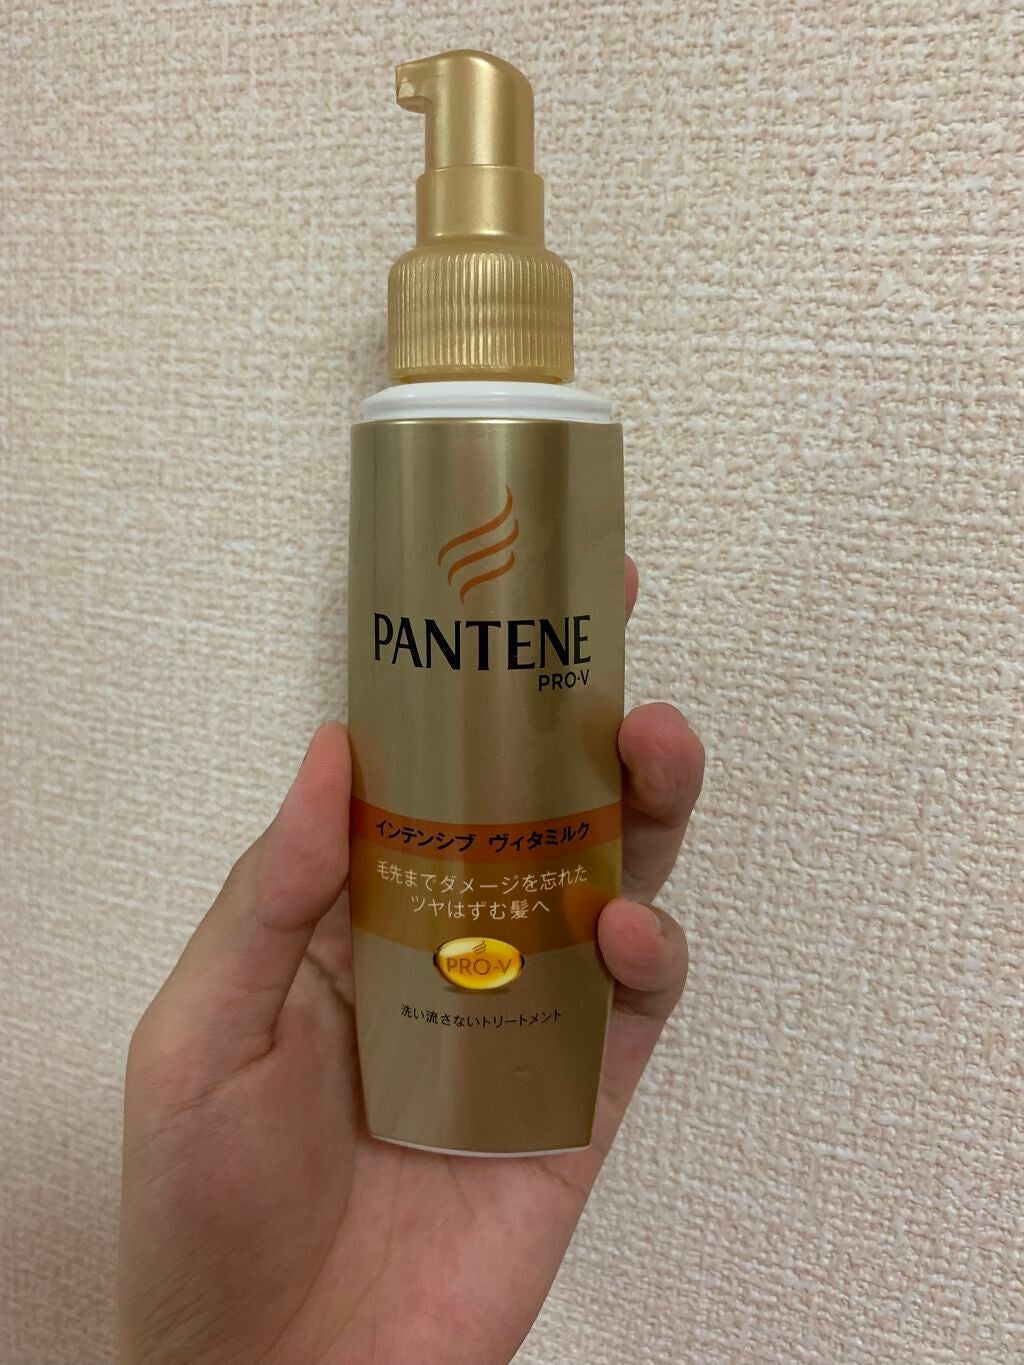 PANTENE
PRO-V
インテンシブ ヴィタミルク
毛先までダメージを忘れた
ツヤはずむ髪へ
PRO-V
洗い流さないトリートメント